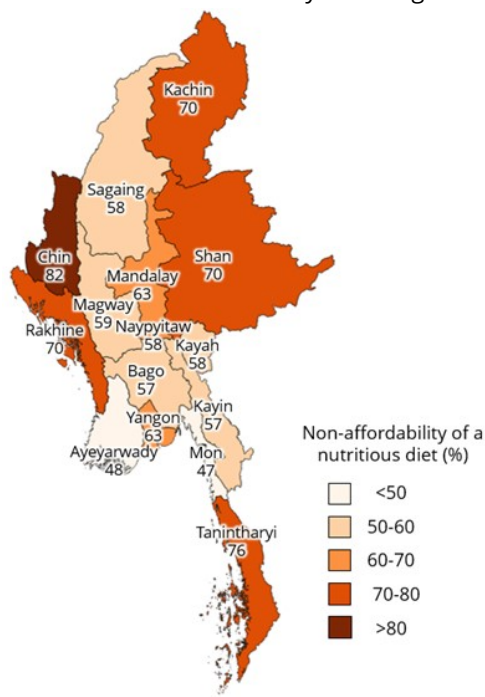 Kachin
70
Sagaing
58
Chin
82
Shan
70
Mandalay
63
Magway
59
Naypyitaw
58
Rakhine
70
Kayah
58
Bago
57
Kayin
57
Yangon
63
Ayeyarwady
48
Mon
47
Tanintharyi
76
Non-affordability of a
nutritious diet (%)
<50
50-60
60-70
70-80
>80